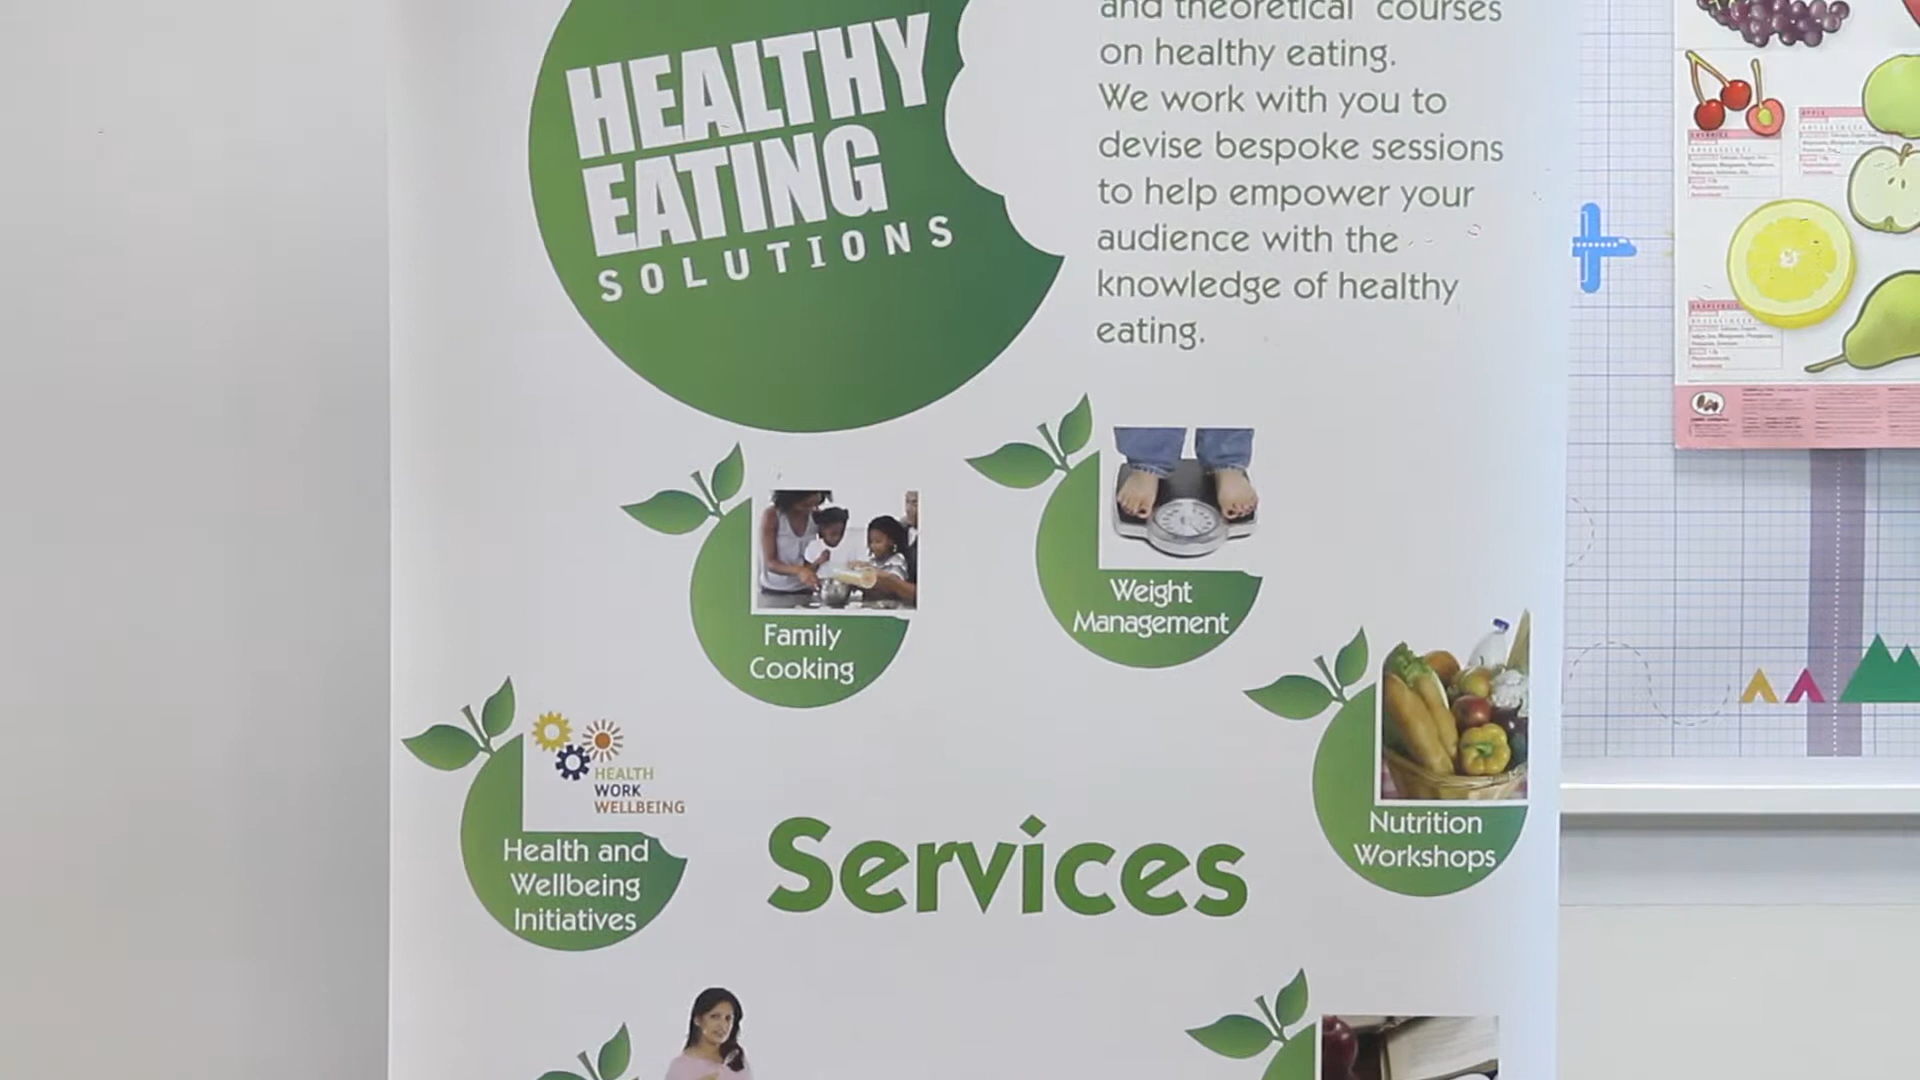 HEALTHY
EATING
SOLUTIONS
and theoretical courses
on healthy eating.
We work with you to
devise bespoke sessions
to help empower your
audience with the
knowledge of healthy
eating.
Family
Cooking
Weight
Management
HEALTH
WORK
WELLBEING
Health and
Wellbeing
Initiatives
Services
Nutrition
Workshops